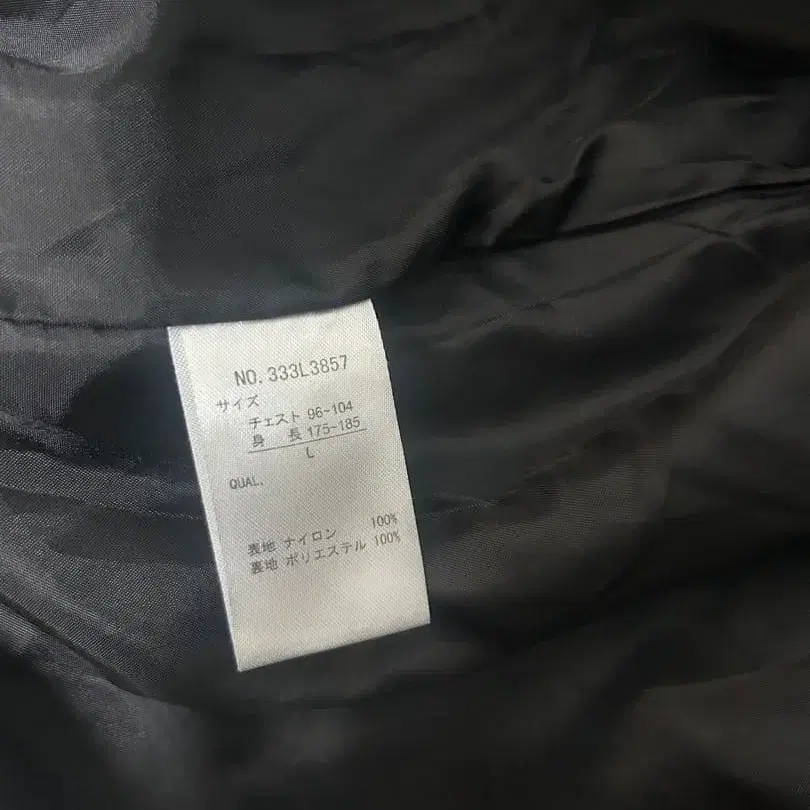 NO. 333L3857
サイズ
チェスト 96-104
身 長 175-185
L
QUAL.
表地 ナイロン 100%
裏地 ポリエステル 100%